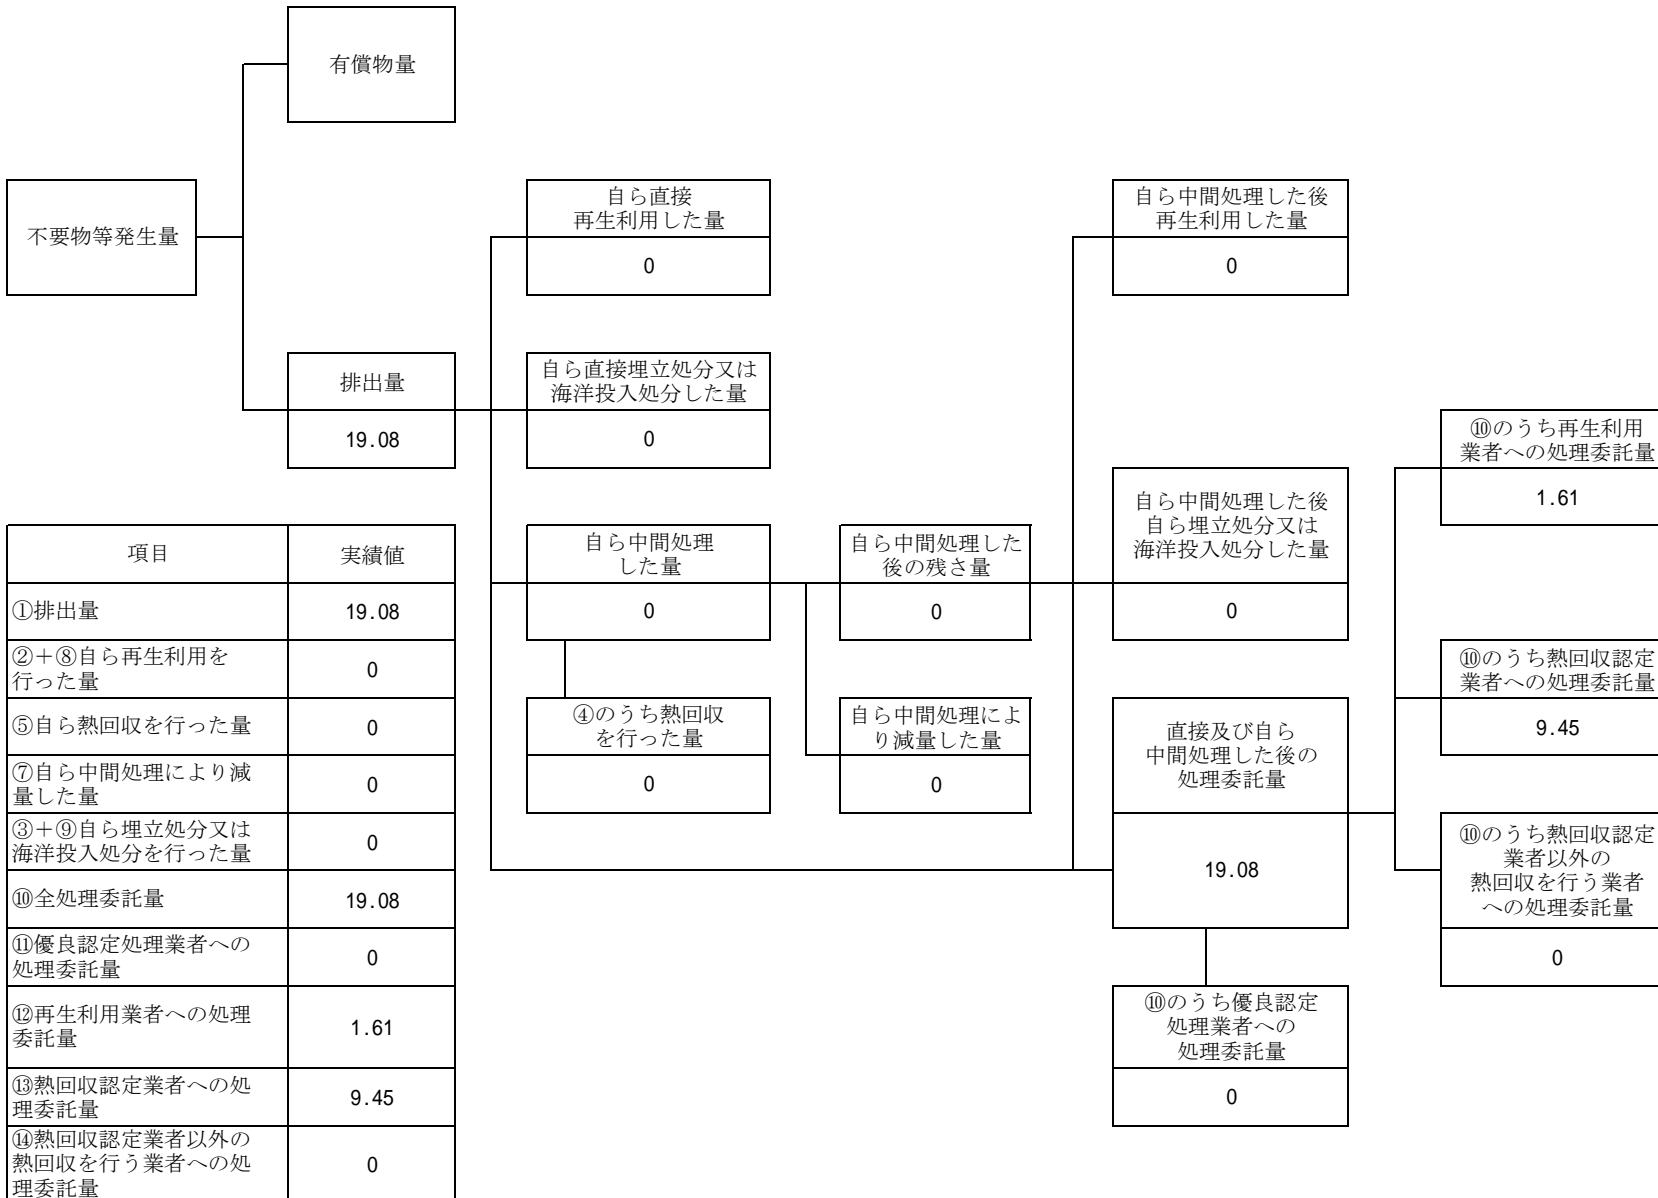 有償物量
不要物等発生量
自ら直接
再生利用した量
0
自ら中間処理した後
再生利用した量
0
排出量
19.08
自ら直接埋立処分又は
海洋投入処分した量
0
⑩のうち再生利用
業者への処理委託量
1.61
自ら中間処理した後
自ら埋立処分又は
海洋投入処分した量
0
自ら中間処理
した量
0
自ら中間処理した
後の残さ量
0
⑩のうち熱回収認定
業者への処理委託量
9.45
④のうち熱回収
を行った量
0
自ら中間処理によ
り減量した量
0
直接及び自ら
中間処理した後の
処理委託量
19.08
⑩のうち熱回収認定
業者以外の
熱回収を行う業者
への処理委託量
0
⑩のうち優良認定
処理業者への
処理委託量
0
項目 実績値
①排出量 19.08
②+⑧自ら再生利用を
行った量 0
⑤自ら熱回収を行った量 0
⑦自ら中間処理により減
量した量 0
③+⑨自ら埋立処分又は
海洋投入処分を行った量 0
⑩全処理委託量 19.08
⑪優良認定処理業者への
処理委託量 0
⑫再生利用業者への処理
委託量 1.61
⑬熱回収認定業者への処
理委託量 9.45
⑭熱回収認定業者以外の
熱回収を行う業者への処
理委託量 0